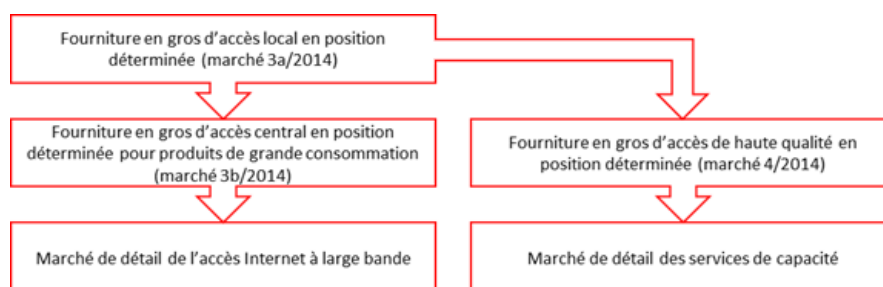 Fourniture en gros d'accès local en position
déterminée (marché 3a/2014)
Fourniture en gros d'accès central en position
déterminée pour produits de grande consommation
(marché 3b/2014)
Fourniture en gros d'accès de haute qualité en
position déterminée (marché 4/2014)
Marché de détail de l'accès Internet à large bande
Marché de détail des services de capacité